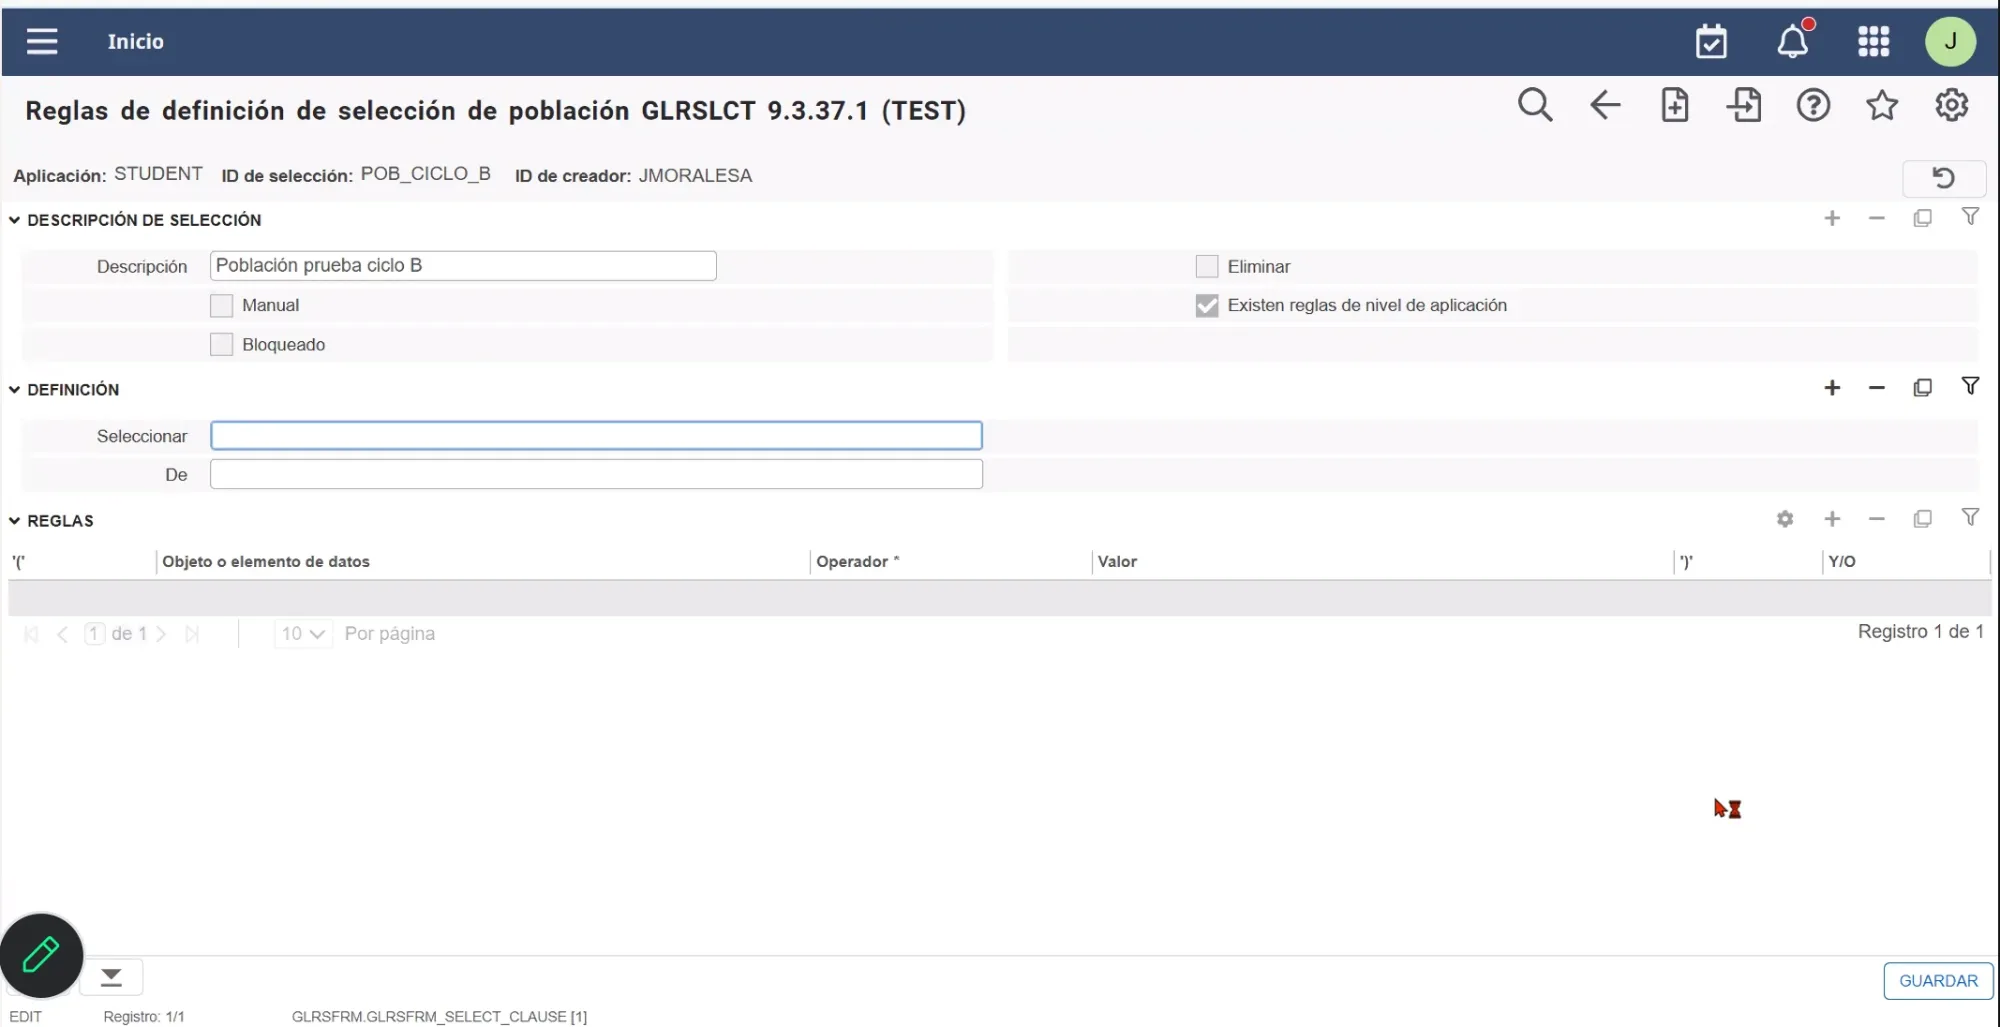 Inicio
J
Reglas de definición de selección de población GLRSLCT 9.3.37.1 (TEST)
Aplicación: STUDENT ID de selección: POB_CICLO_B ID de creador: JMORALESA
DESCRIPCIÓN DE SELECCIÓN
Descripción Población prueba ciclo B Eliminar
Manual Existen reglas de nivel de aplicación
Bloqueado
DEFINICIÓN
Seleccionar
De
REGLAS
'(' Objeto o elemento de datos Operador * Valor ')' Y/O
1 de 1 10 Por página Registro 1 de 1
GUARDAR
EDIT Registro: 1/1 GLRSFRM.GLRSFRM_SELECT_CLAUSE [1]